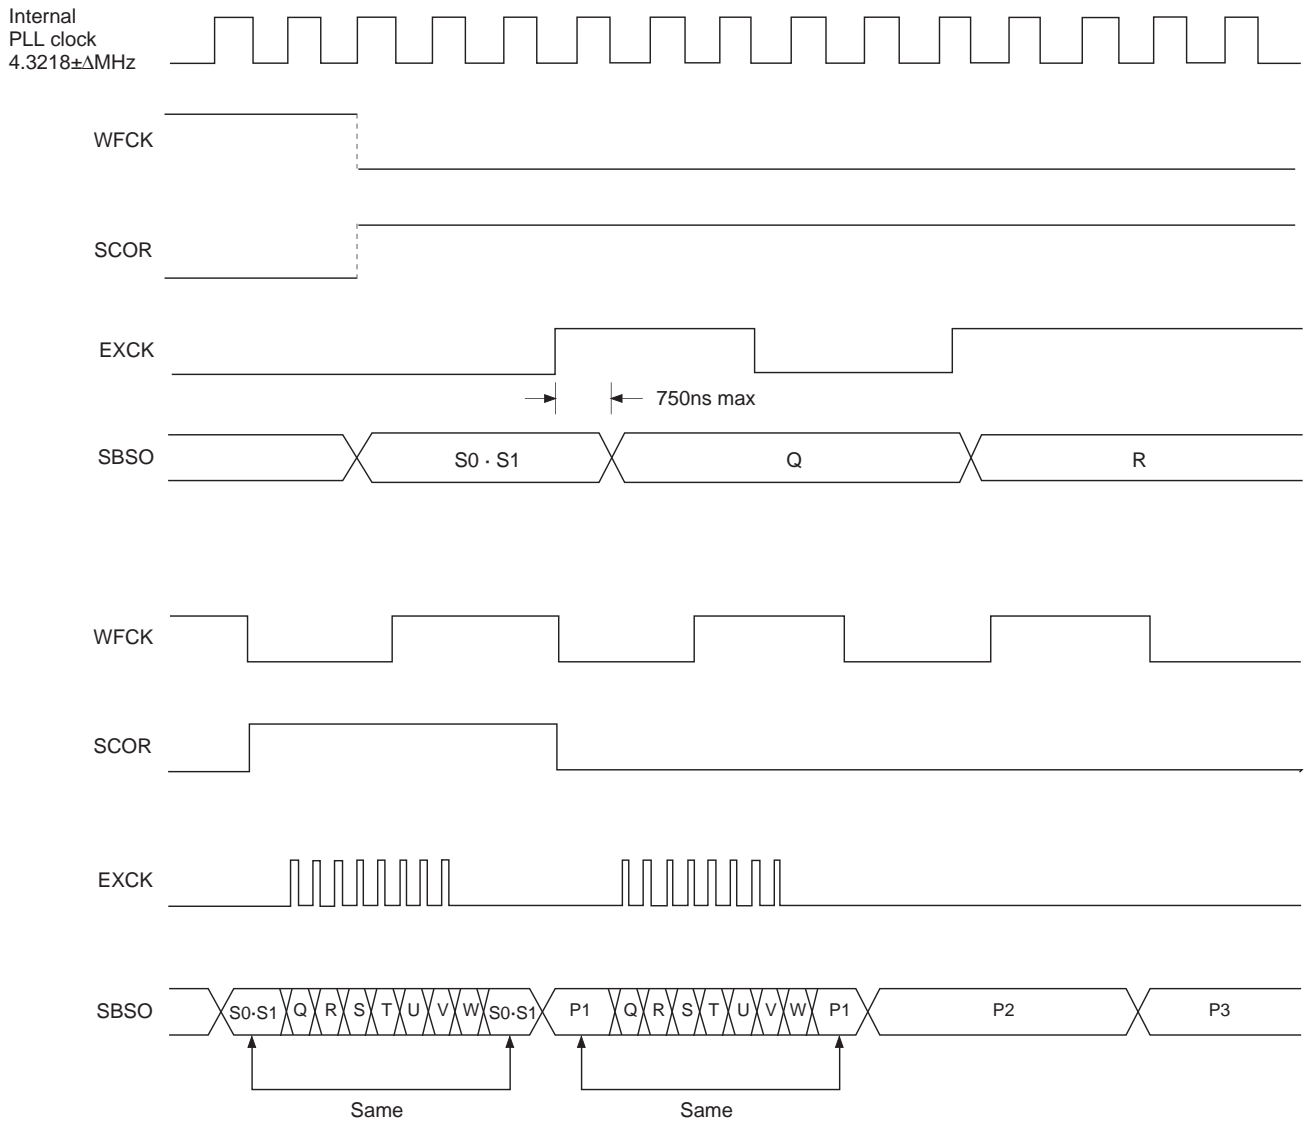 Internal
PLL clock
4.3218±ΔMHz
WFCK
SCOR
EXCK
750ns max
SBSO
S0 · S1
Q
R
WFCK
SCOR
EXCK
SBSO
S0·S1 Q R S T U V W S0·S1 P1 Q R S T U V W P1 P2 P3
Same
Same